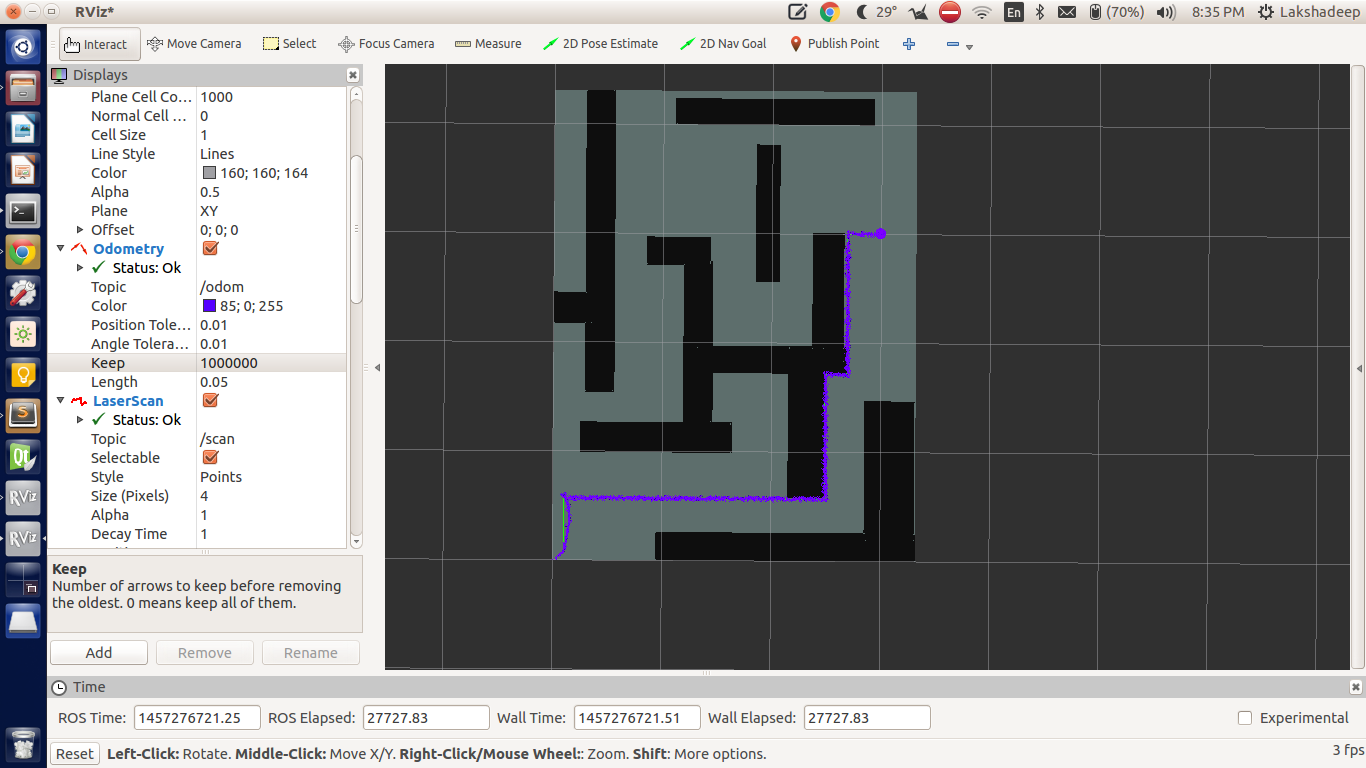 RViz*
29° En (70%) 8:35 PM Lakshadeep
Interact Move Camera Select Focus Camera Measure 2D Pose Estimate 2D Nav Goal Publish Point
Displays
Plane Cell Co... 1000
Normal Cell ... 0
Cell Size 1
Line Style Lines
Color 160; 160; 164
Alpha 0.5
Plane XY
Offset 0; 0; 0
Odometry
Status: Ok
Topic /odom
Color 85; 0; 255
Position Tole... 0.01
Angle Tolera... 0.01
Keep 1000000
Length 0.05
LaserScan
Status: Ok
Topic /scan
Selectable
Style Points
Size (Pixels) 4
Alpha 1
Decay Time 1
Keep
Number of arrows to keep before removing
the oldest. 0 means keep all of them.
Add Remove Rename
Time
ROS Time: 1457276721.25 ROS Elapsed: 27727.83 Wall Time: 1457276721.51 Wall Elapsed: 27727.83 Experimental
Reset Left-Click: Rotate. Middle-Click: Move X/Y. Right-Click/Mouse Wheel:: Zoom. Shift: More options. 3 fps
RViz
RViz